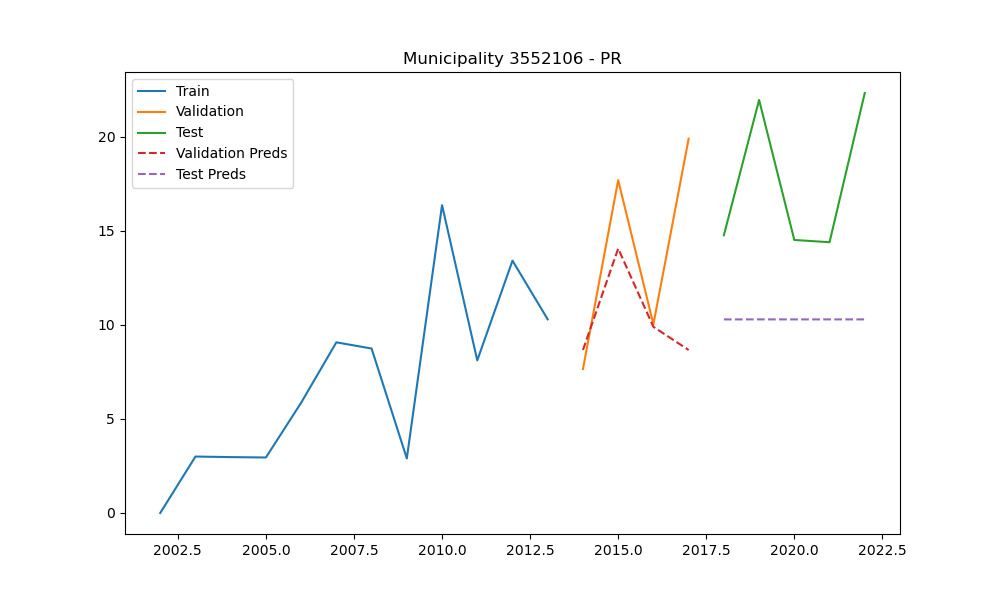 Municipality 3552106 - PR
Train
Validation
Test
Validation Preds
Test Preds
20
15
10
5
0
2002.5 2005.0 2007.5 2010.0 2012.5 2015.0 2017.5 2020.0 2022.5